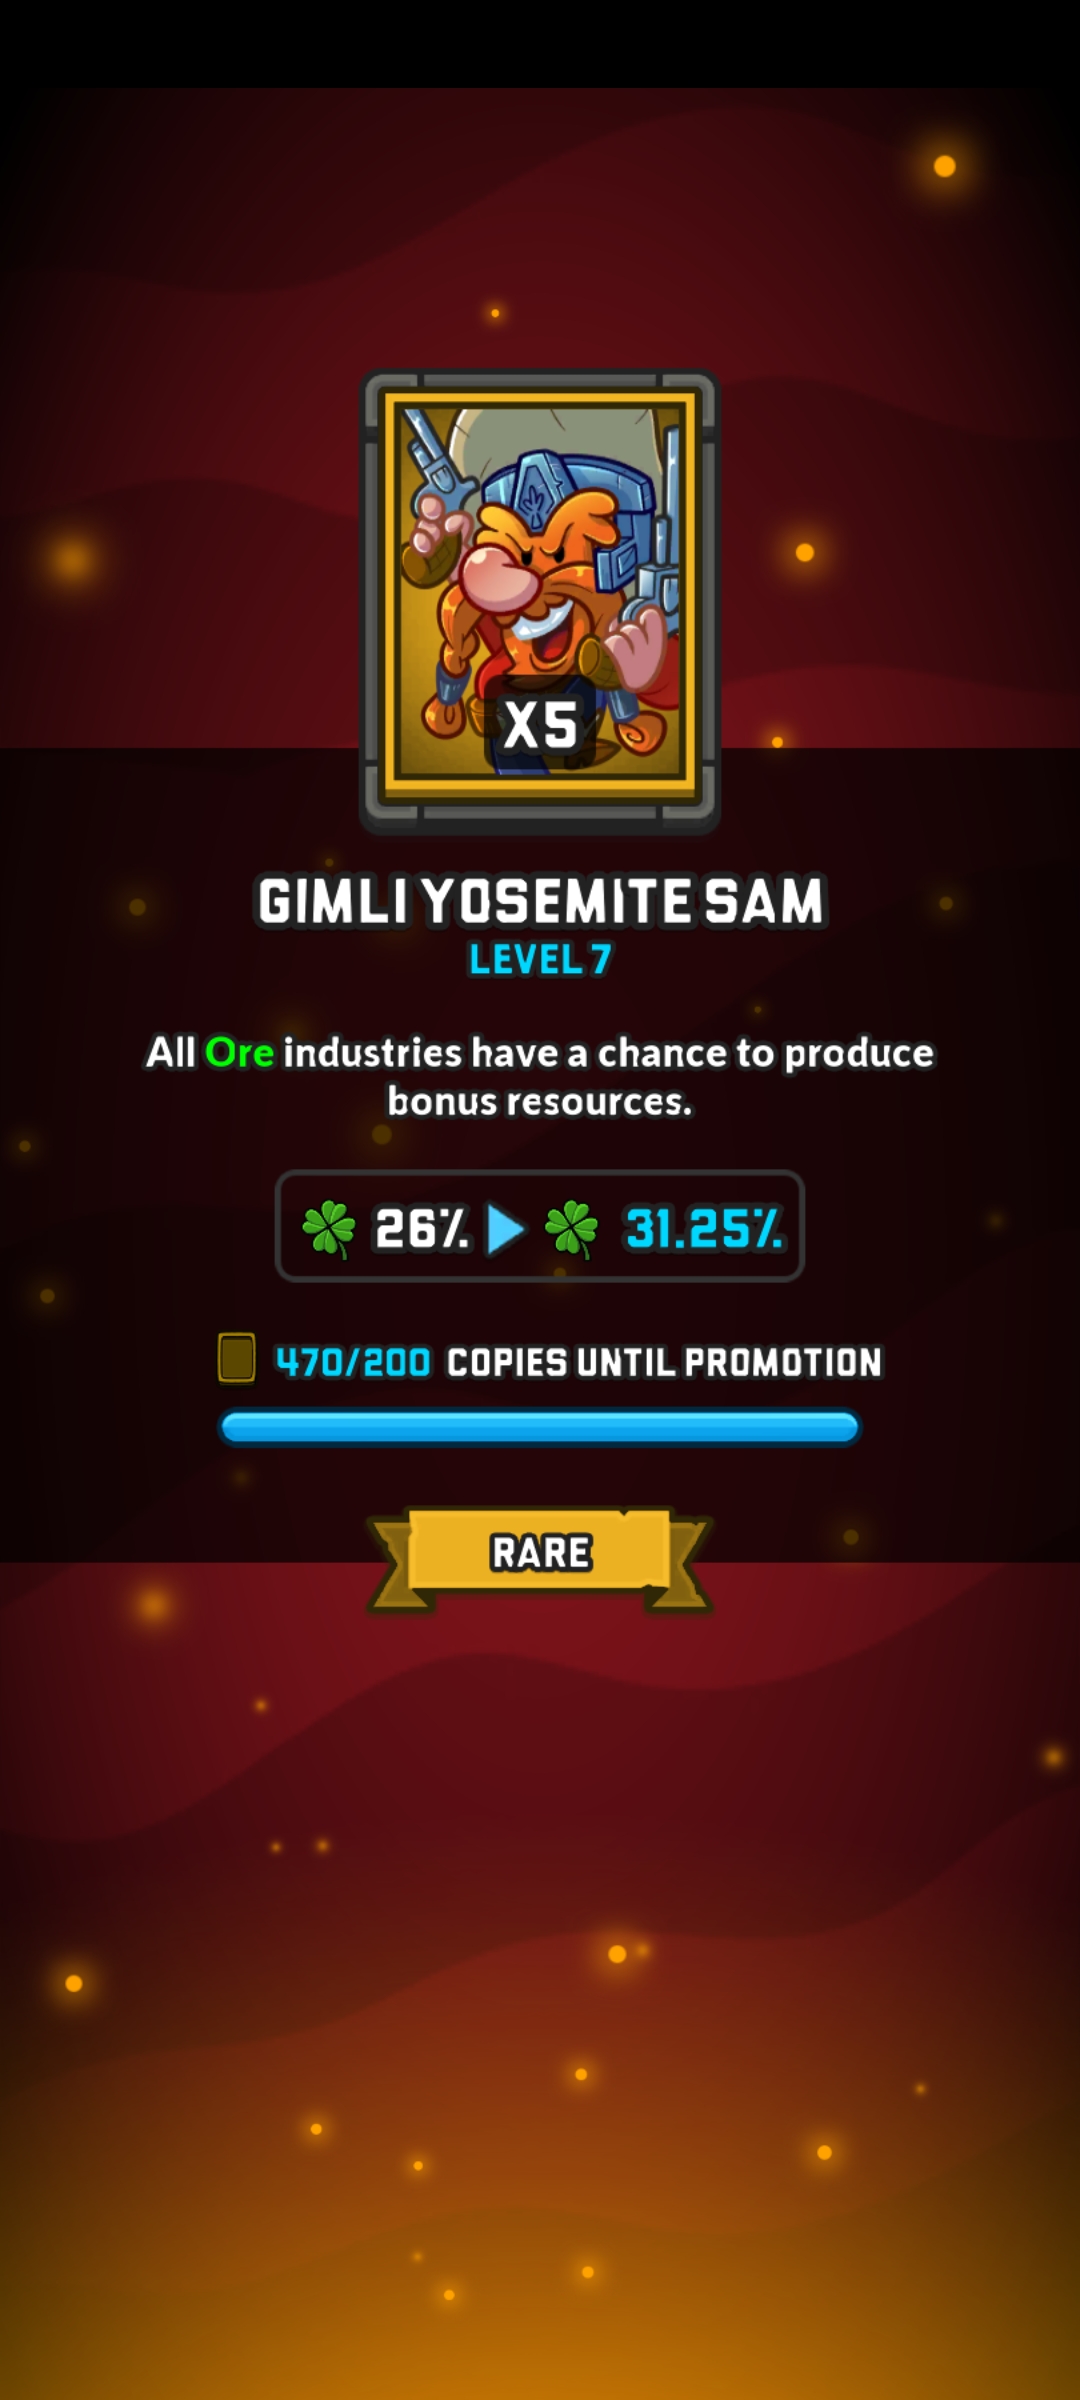 X5
GIMLI YOSEMITE SAM
LEVEL 7
All Ore industries have a chance to produce
bonus resources.
26% 31.25%
470/200 COPIES UNTIL PROMOTION
RARE